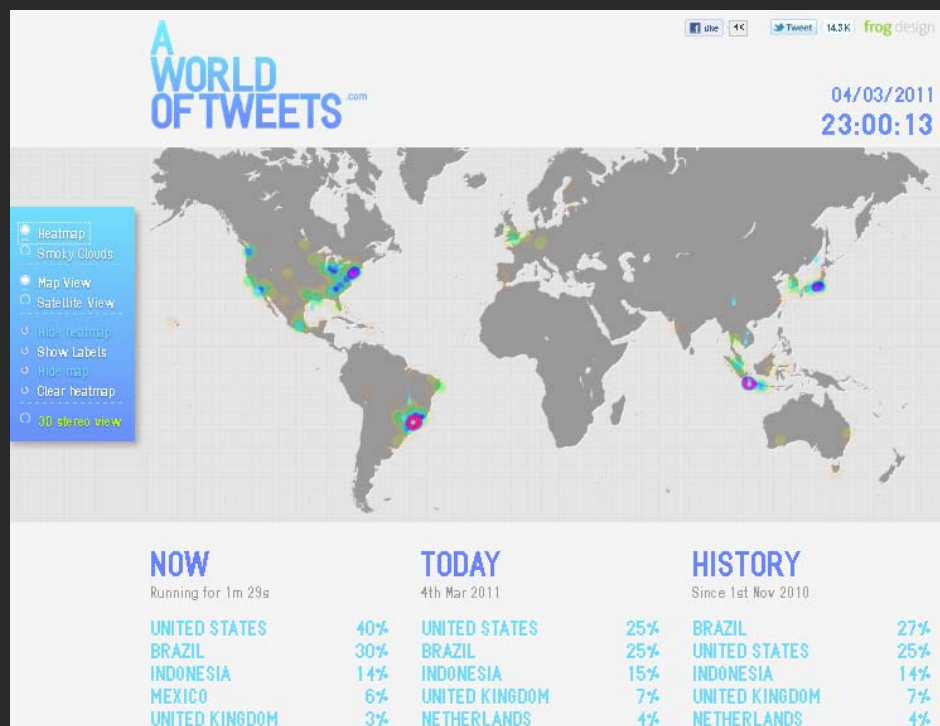 A
WORLD
OF TWEETS .com
Like 4K Tweet 14.3K frog design
04/03/2011
23:00:13
Heatmap
Smoky Clouds
Map View
Satellite View
Hide heatmap
Show Labels
Hide map
Clear heatmap
3D stereo view
NOW
Running for 1m 29s
UNITED STATES 40%
BRAZIL 30%
INDONESIA 14%
MEXICO 6%
UNITED KINGDOM 3%
TODAY
4th Mar 2011
UNITED STATES 25%
BRAZIL 25%
INDONESIA 15%
UNITED KINGDOM 7%
NETHERLANDS 4%
HISTORY
Since 1st Nov 2010
BRAZIL 27%
UNITED STATES 25%
INDONESIA 14%
UNITED KINGDOM 7%
NETHERLANDS 4%